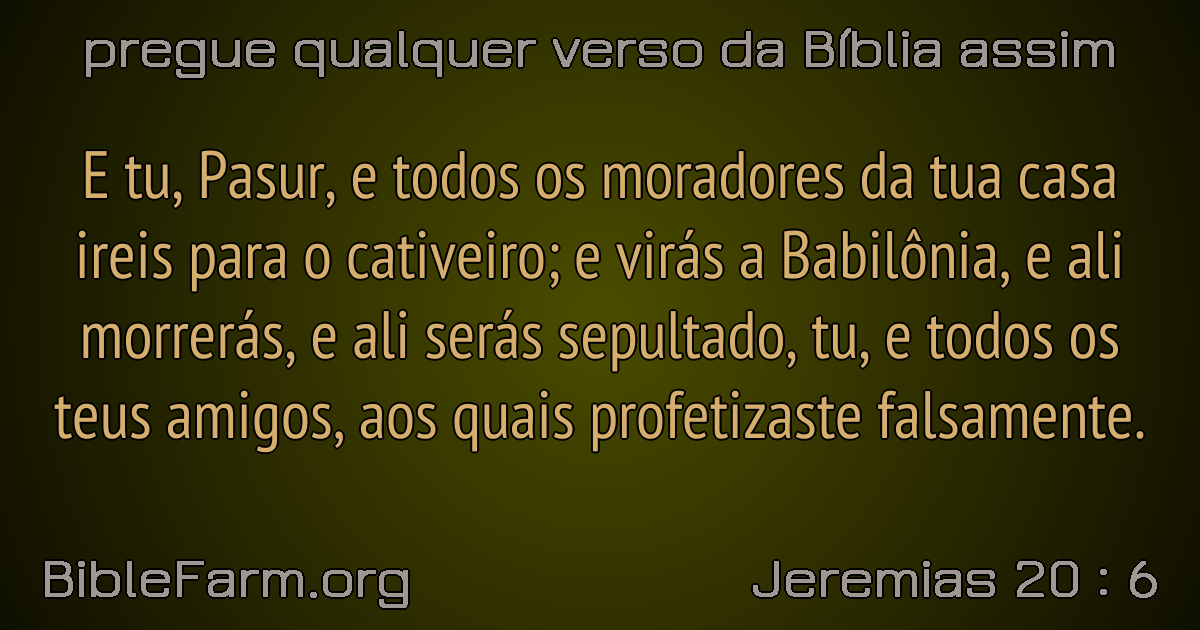 pregue qualquer verso da Bíblia assim
E tu, Pasur, e todos os moradores da tua casa
ireis para o cativeiro; e virás a Babilônia, e ali
morrerás, e ali serás sepultado, tu, e todos os
teus amigos, aos quais profetizaste falsamente.
BibleFarm.org
Jeremias 20 : 6